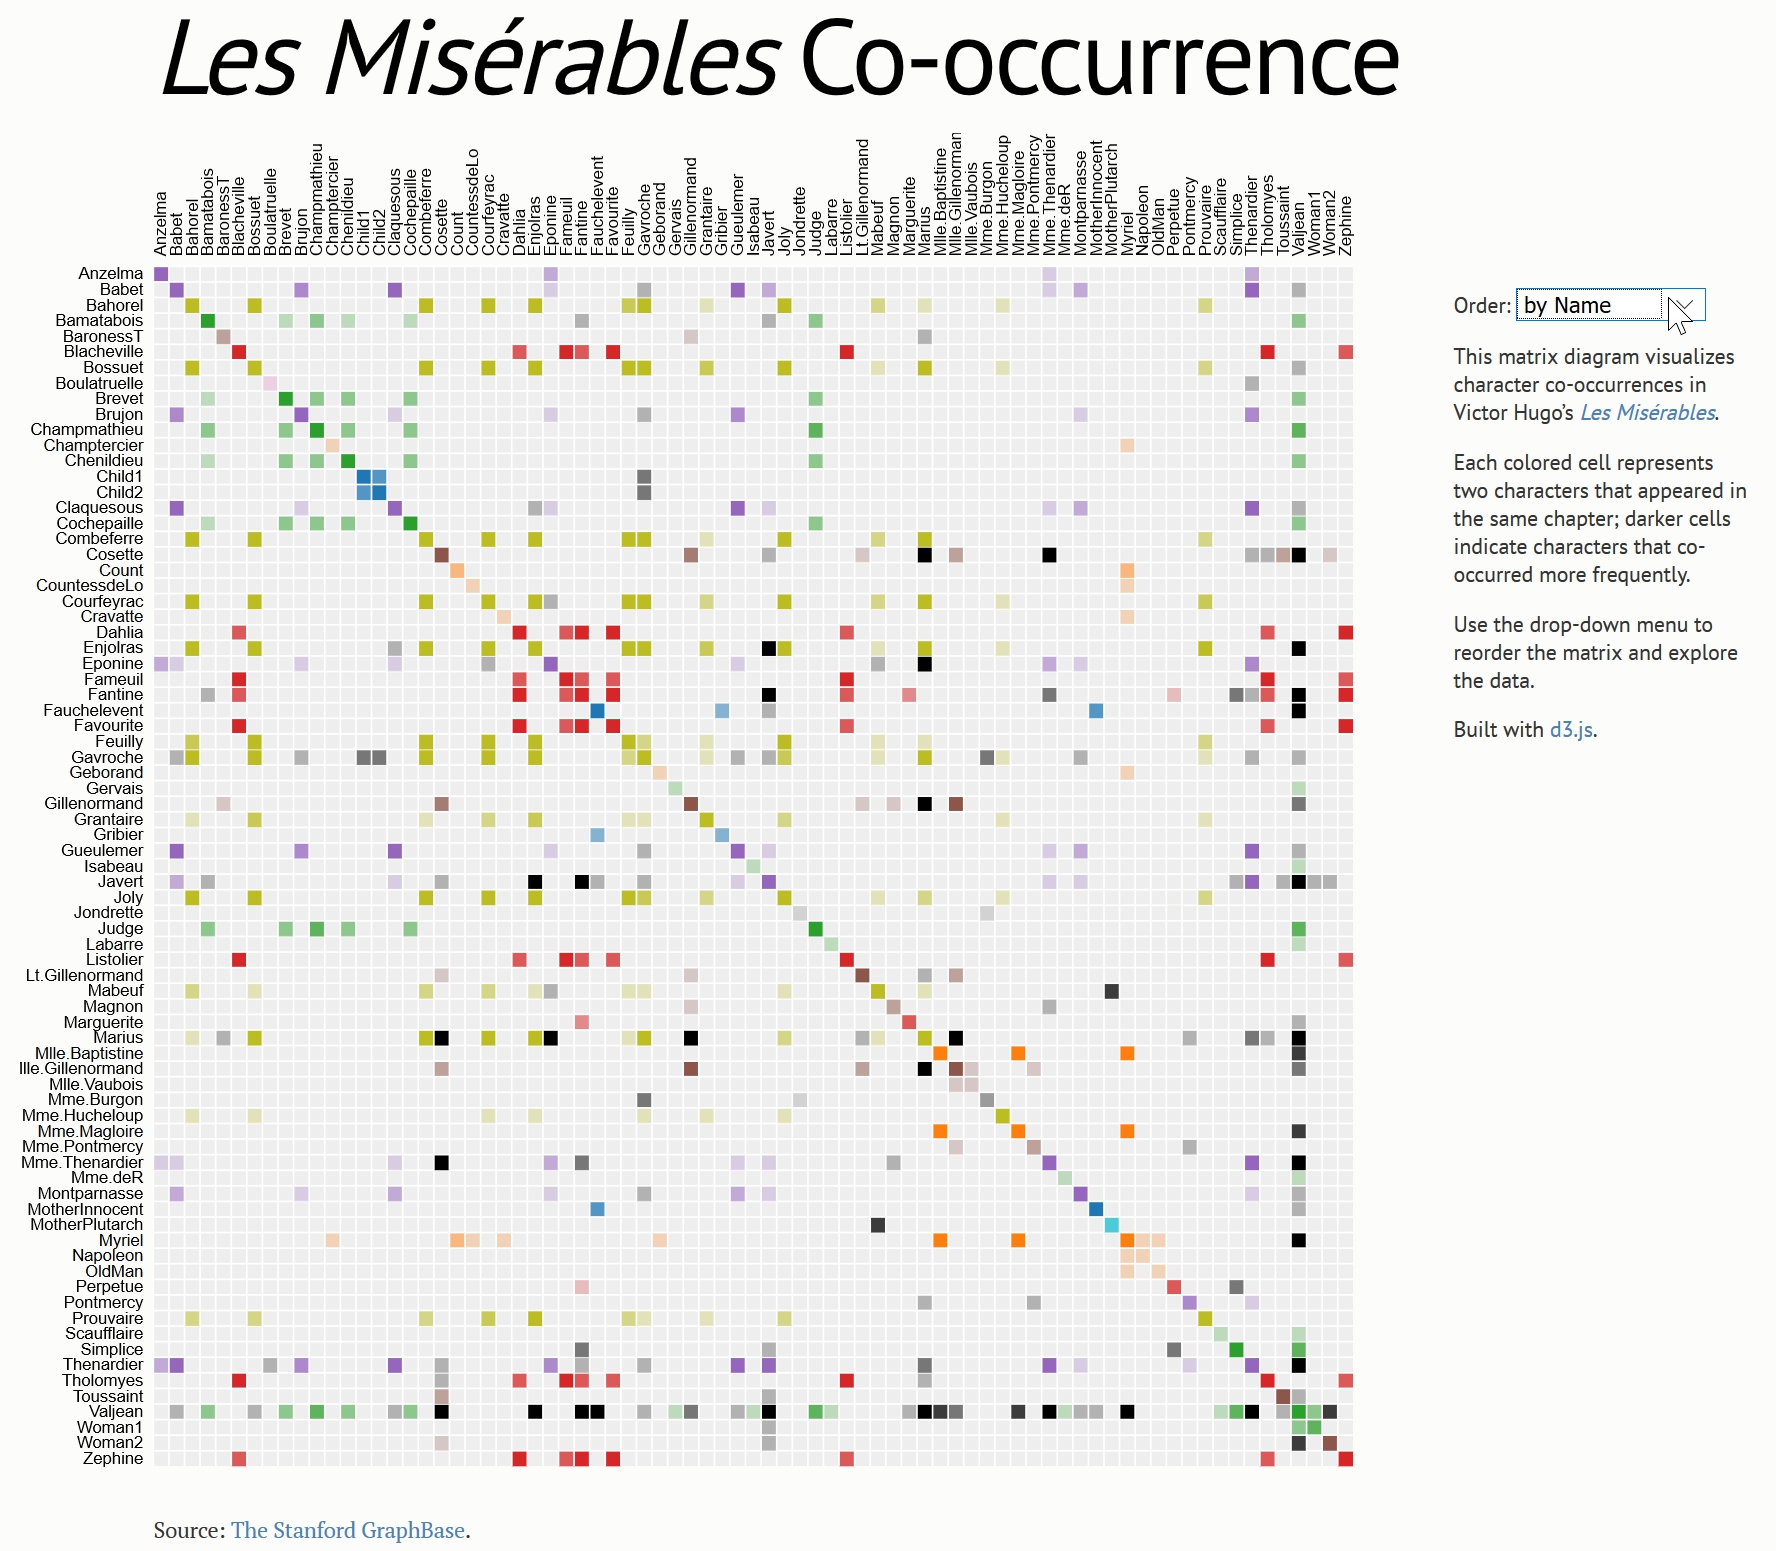 Les Misérables Co-occurrence
Anzelma
Babet
Bahorel
Bamatabois
BaronessT
Blacheville
Bossuet
Boulatruelle
Brevet
Brujon
Champmathieu
Champtercier
Chenildieu
Child1
Child2
Claquesous
Cochepaille
Combeferre
Cosette
Count
CountessdeLo
Courfeyrac
Cravatte
Dahlia
Enjolras
Eponine
Fameuil
Fantine
Fauchelevent
Favourite
Feuilly
Gavroche
Geborand
Gervais
Gillenormand
Grantaire
Gribier
Gueulemer
Isabeau
Javert
Joly
Jondrette
Judge
Labarre
Listolier
Lt.Gillenormand
Mabeuf
Magnon
Marguerite
Marius
Mlle.Baptistine
Mlle.Gillenorman
Mlle.Vaubois
Mme.Burgon
Mme.Hucheloup
Mme.Magloire
Mme.Pontmercy
Mme.Thenardier
Mme.deR
Montparnasse
MotherInnocent
MotherPlutarch
Myriel
Napoleon
OldMan
Perpetue
Pontmercy
Prouvaire
Scaufflaire
Simplice
Thenardier
Tholomyes
Toussaint
Valjean
Woman1
Woman2
Zephine
Anzelma
Babet
Bahorel
Bamatabois
BaronessT
Blacheville
Bossuet
Boulatruelle
Brevet
Brujon
Champmathieu
Champtercier
Chenildieu
Child1
Child2
Claquesous
Cochepaille
Combeferre
Cosette
Count
CountessdeLo
Courfeyrac
Cravatte
Dahlia
Enjolras
Eponine
Fameuil
Fantine
Fauchelevent
Favourite
Feuilly
Gavroche
Geborand
Gervais
Gillenormand
Grantaire
Gribier
Gueulemer
Isabeau
Javert
Joly
Jondrette
Judge
Labarre
Listolier
Lt.Gillenormand
Mabeuf
Magnon
Marguerite
Marius
Mlle.Baptistine
lle.Gillenormand
Mlle.Vaubois
Mme.Burgon
Mme.Hucheloup
Mme.Magloire
Mme.Pontmercy
Mme.Thenardier
Mme.deR
Montparnasse
MotherInnocent
MotherPlutarch
Myriel
Napoleon
OldMan
Perpetue
Pontmercy
Prouvaire
Scaufflaire
Simplice
Thenardier
Tholomyes
Toussaint
Valjean
Woman1
Woman2
Zephine
Order: by Name
This matrix diagram visualizes
character co-occurrences in
Victor Hugo’s Les Misérables.
Each colored cell represents
two characters that appeared in
the same chapter; darker cells
indicate characters that co-
occurred more frequently.
Use the drop-down menu to
reorder the matrix and explore
the data.
Built with d3.js.
Source: The Stanford GraphBase.